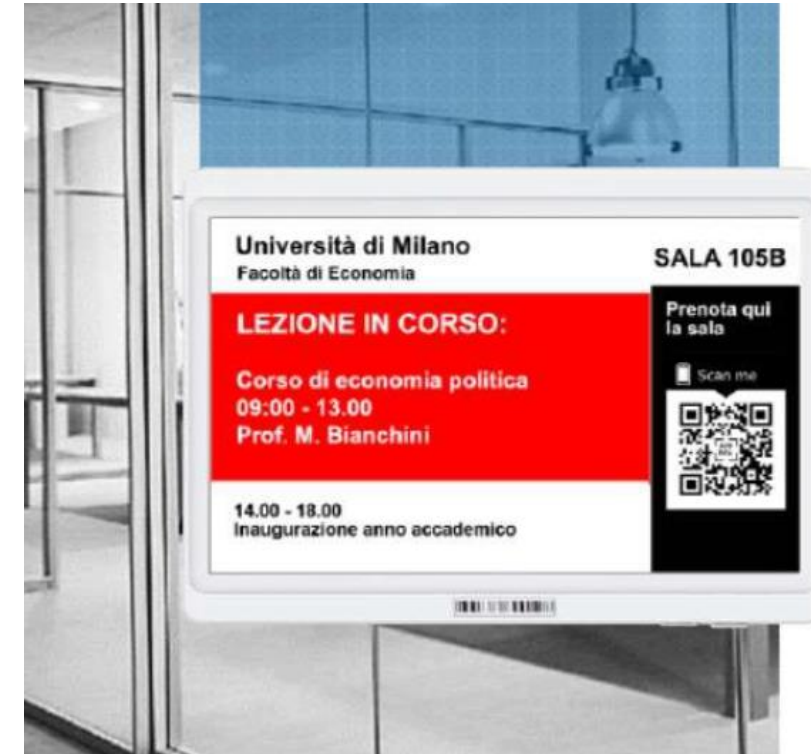 Università di Milano
Facoltà di Economia
SALA 105B
LEZIONE IN CORSO:
Corso di economia politica
09:00 - 13.00
Prof. M. Bianchini
14.00 - 18.00
Inaugurazione anno accademico
Prenota qui
la sala
Scan me